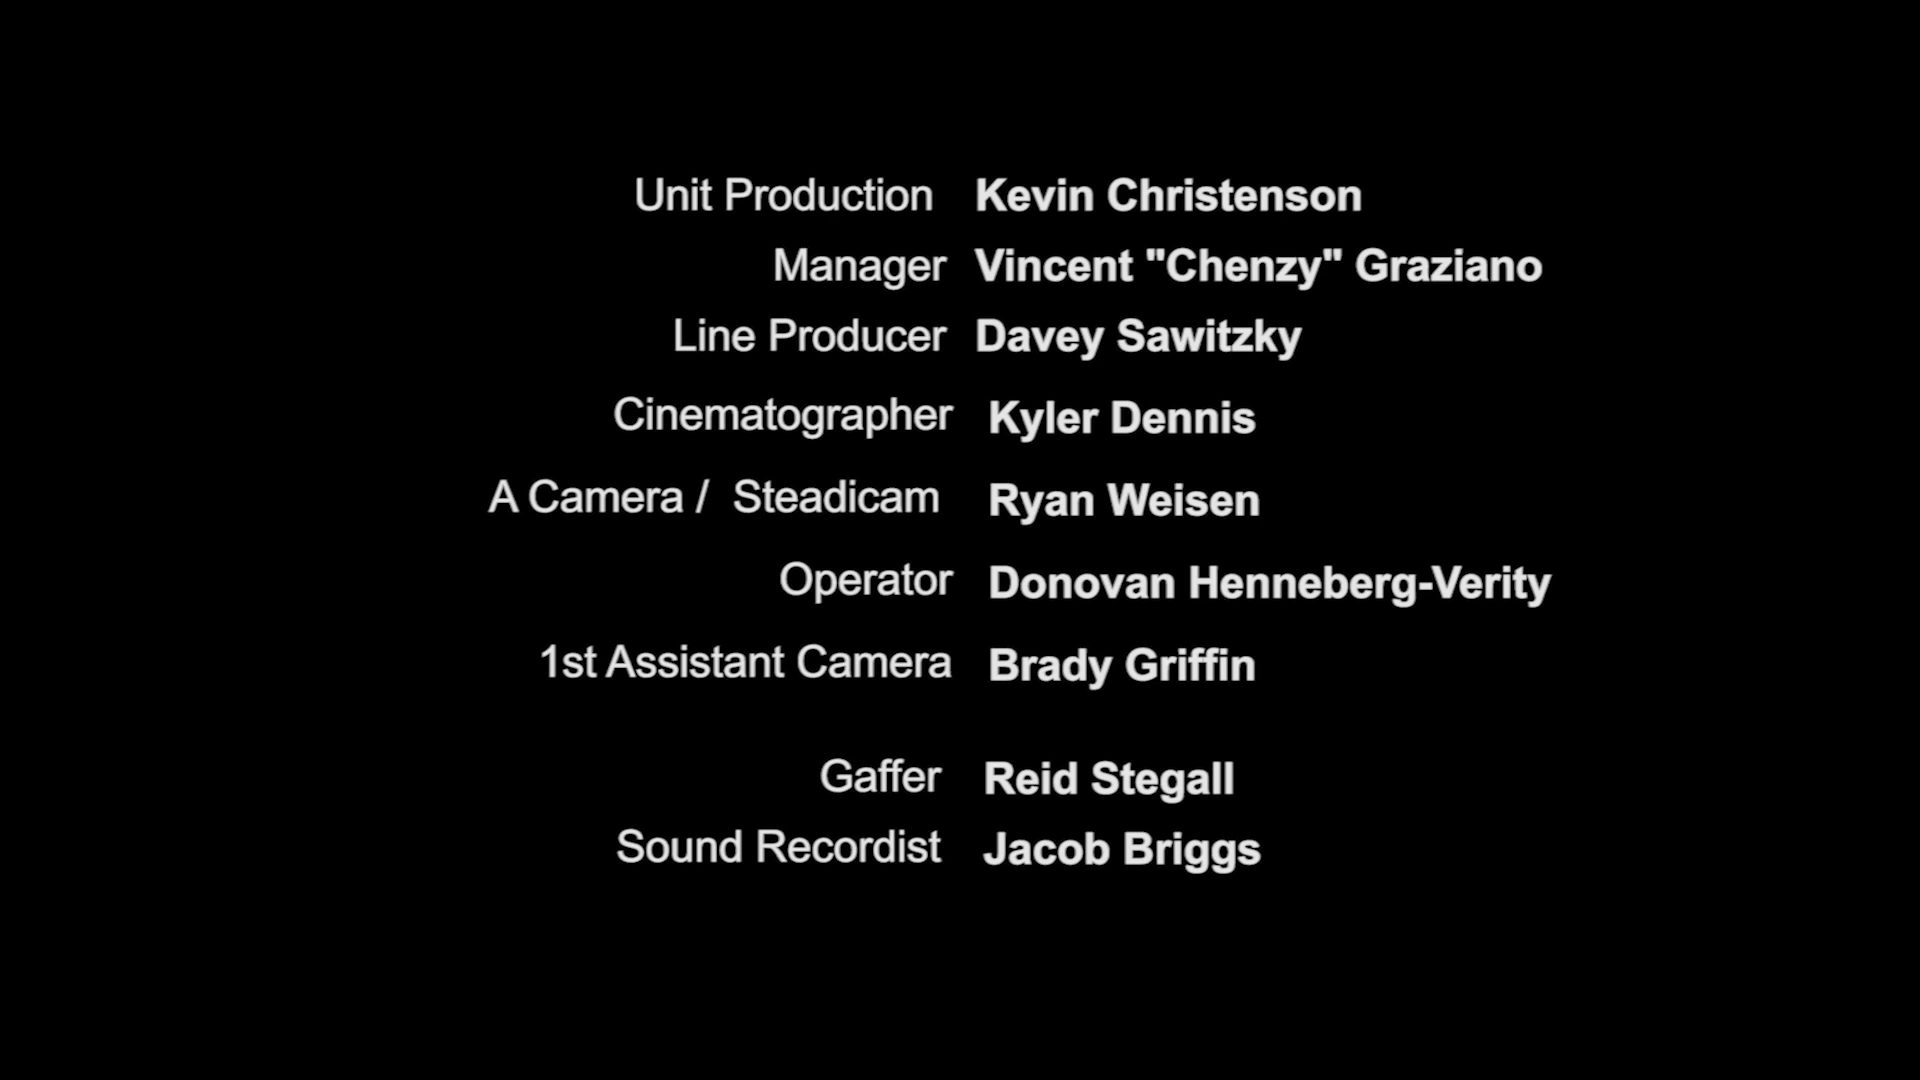 Unit Production Kevin Christenson
Manager Vincent "Chenzy" Graziano
Line Producer Davey Sawitzky
Cinematographer Kyler Dennis
A Camera / Steadicam Ryan Weisen
Operator Donovan Henneberg-Verity
1st Assistant Camera Brady Griffin
Gaffer Reid Stegall
Sound Recordist Jacob Briggs